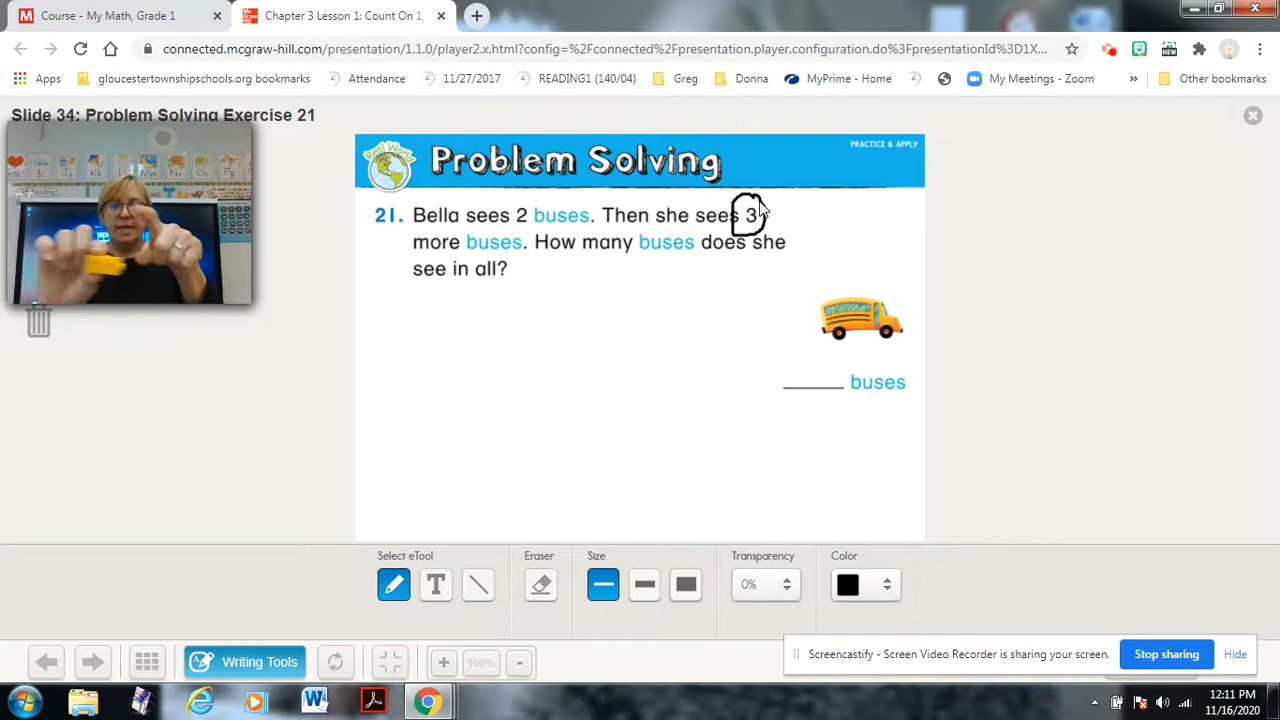 Course - My Math, Grade 1
Chapter 3 Lesson 1: Count On 1,
connected.mcgraw-hill.com/presentation/1.1.0/player2.x.html?config=%2Fconnected%2Fpresentation.player.configuration.do%3FpresentationId%3D1X...
Apps
gloucestertownshipschools.org bookmarks
Attendance
11/27/2017
READING1 (140/04)
Greg
Donna
MyPrime - Home
My Meetings - Zoom
»
Other bookmarks
Slide 34: Problem Solving Exercise 21
Real World
Problem Solving
PRACTICE & APPLY
21. Bella sees 2 buses. Then she sees 3
more buses. How many buses does she
see in all?
______ buses
Select eTool
Eraser
Size
Transparency
Color
T
0%
Writing Tools
100%
Screencastify - Screen Video Recorder is sharing your screen.
Stop sharing
Hide
12:11 PM
11/16/2020